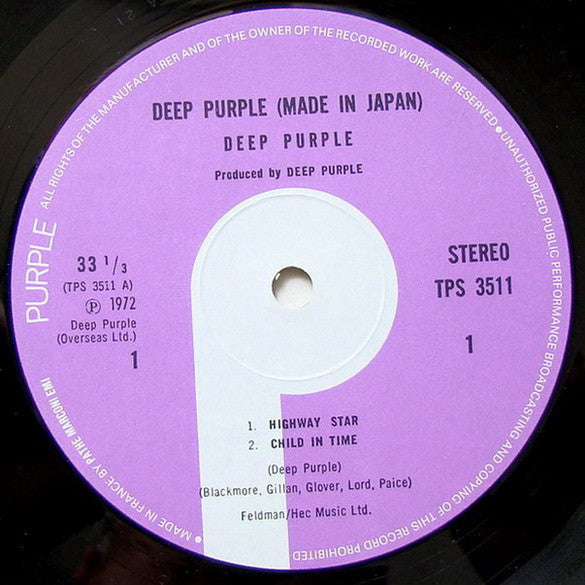 ALL RIGHTS OF THE MANUFACTURER AND OF THE OWNER OF THE RECORDED WORK ARE RESERVED • UNAUTHORIZED PUBLIC PERFORMANCE BROADCASTING AND COPYING OF THIS RECORD PROHIBITED
• MADE IN FRANCE BY PATHE MARCONI EMI
PURPLE
DEEP PURPLE (MADE IN JAPAN)
DEEP PURPLE
Produced by DEEP PURPLE
33 1/3
(TPS 3511 A)
Ⓟ 1972
Deep Purple
(Overseas Ltd.)
1
STEREO
TPS 3511
1
1. HIGHWAY STAR
2. CHILD IN TIME
(Deep Purple)
(Blackmore, Gillan, Glover, Lord, Paice)
Feldman/Hec Music Ltd.